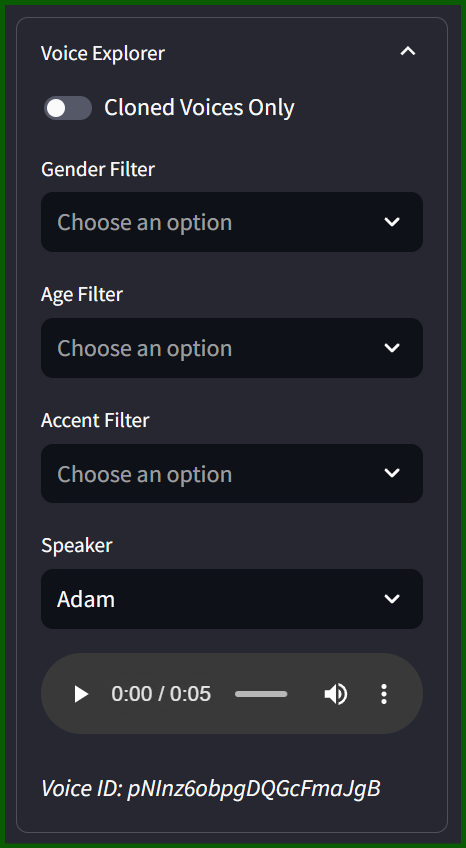 Voice Explorer
Cloned Voices Only
Gender Filter
Choose an option
Age Filter
Choose an option
Accent Filter
Choose an option
Speaker
Adam
0:00 / 0:05
Voice ID: pNInz6obpgDQGcFmaJgB